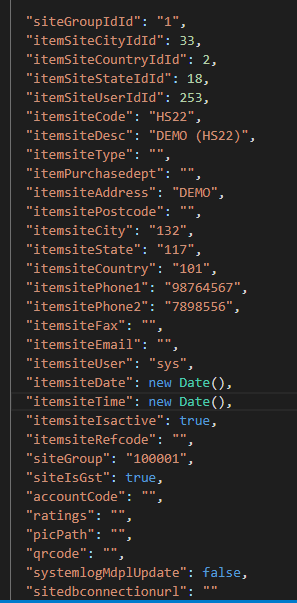 "siteGroupIdId": "1",
"itemSiteCityIdId": 33,
"itemSiteCountryIdId": 2,
"itemSiteStateIdId": 18,
"itemSiteUserIdId": 253,
"itemsiteCode": "HS22",
"itemsiteDesc": "DEMO (HS22)",
"itemsiteType": "",
"itemPurchasedept": "",
"itemsiteAddress": "DEMO",
"itemsitePostcode": "",
"itemsiteCity": "132",
"itemsiteState": "117",
"itemsiteCountry": "101",
"itemsitePhone1": "98764567",
"itemsitePhone2": "7898556",
"itemsiteFax": "",
"itemsiteEmail": "",
"itemsiteUser": "sys",
"itemsiteDate": new Date(),
"itemsiteTime": new Date(),
"itemsiteIsactive": true,
"itemsiteRefcode": "",
"siteGroup": "100001",
"siteIsGst": true,
"accountCode": "",
"ratings": "",
"picPath": "",
"qrcode": "",
"systemlogMdplUpdate": false,
"sitedbconnectionurl": ""